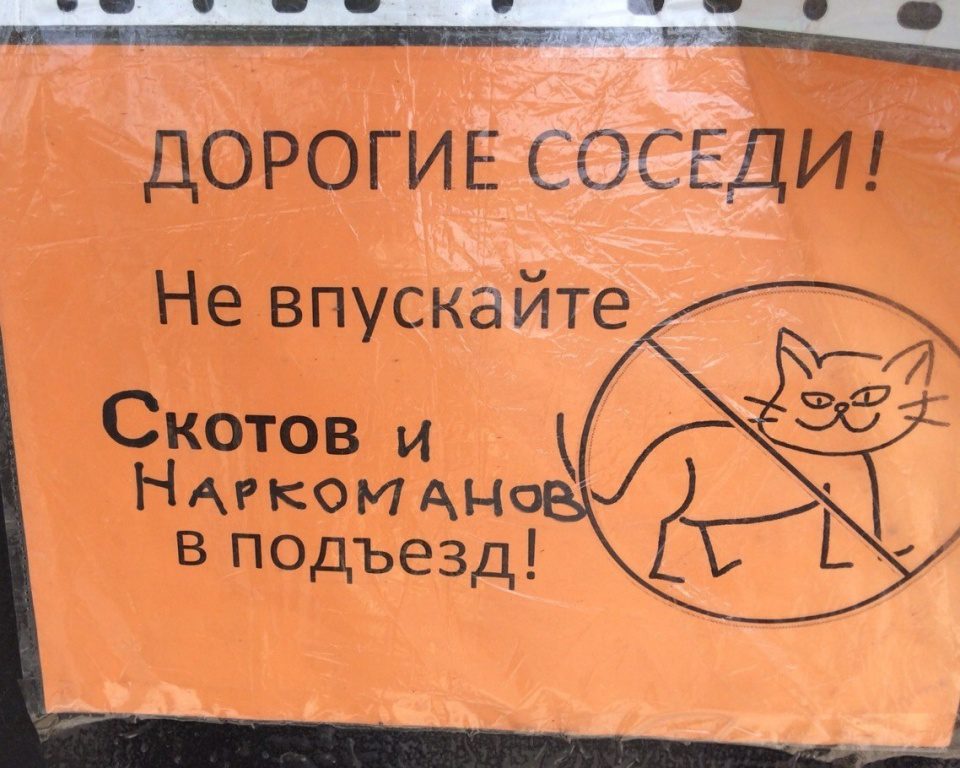 ДОРОГИЕ СОСЕДИ!
Не впускайте
Скотов и
Наркоманов
в подъезд!